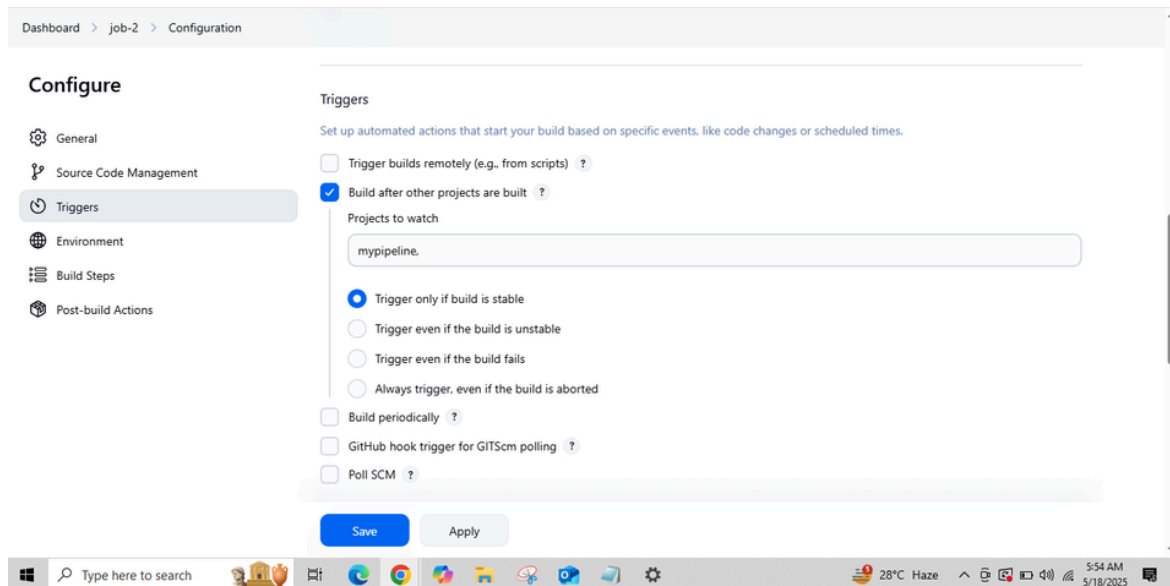 Dashboard > job-2 > Configuration
Configure
General
Source Code Management
Triggers
Environment
Build Steps
Post-build Actions
Triggers
Set up automated actions that start your build based on specific events, like code changes or scheduled times.
Trigger builds remotely (e.g., from scripts) ?
Build after other projects are built ?
Projects to watch
mypipeline,
Trigger only if build is stable
Trigger even if the build is unstable
Trigger even if the build fails
Always trigger, even if the build is aborted
Build periodically ?
GitHub hook trigger for GITScm polling ?
Poll SCM ?
Save Apply
Type here to search
28°C Haze
5:54 AM
5/18/2025